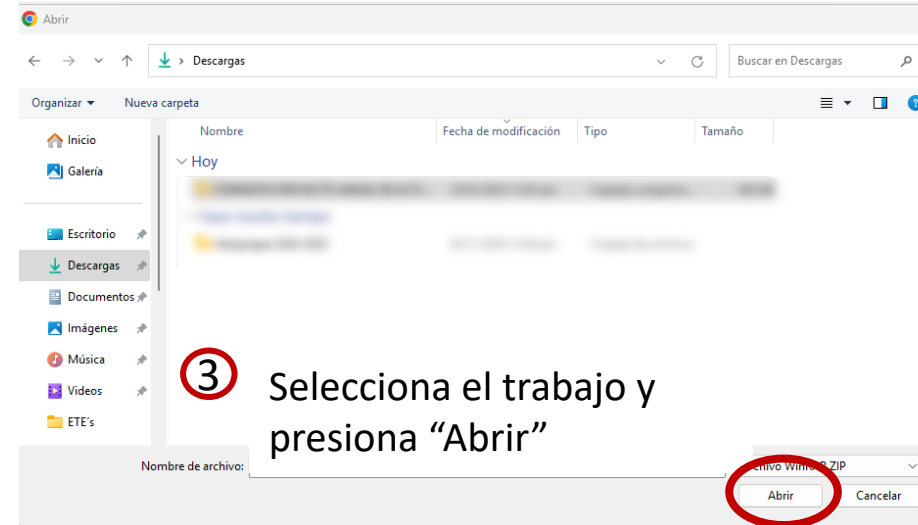 Abrir
Descargas
Buscar en Descargas
Organizar
Nueva carpeta
Nombre
Fecha de modificación
Tipo
Tamaño
Inicio
Galería
Hoy
Escritorio
Descargas
Documentos
Imágenes
Música
Videos
ETE's
3
Selecciona el trabajo y
presiona “Abrir”
Nombre de archivo:
ZIP
Abrir
Cancelar